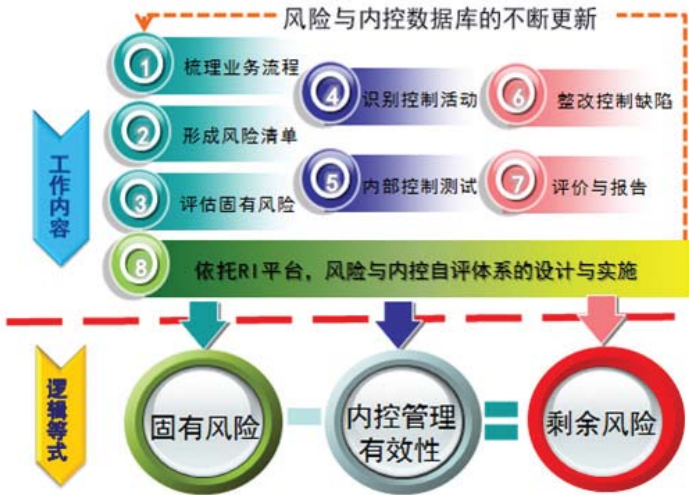 风险与内控数据库的不断更新
1 梳理业务流程
2 形成风险清单
3 评估固有风险
4 识别控制活动
5 内部控制测试
6 整改控制缺陷
7 评价与报告
8 依托RI平台，风险与内控自评体系的设计与实施
工作内容
逻辑等式
固有风险
内控管理
有效性
剩余风险